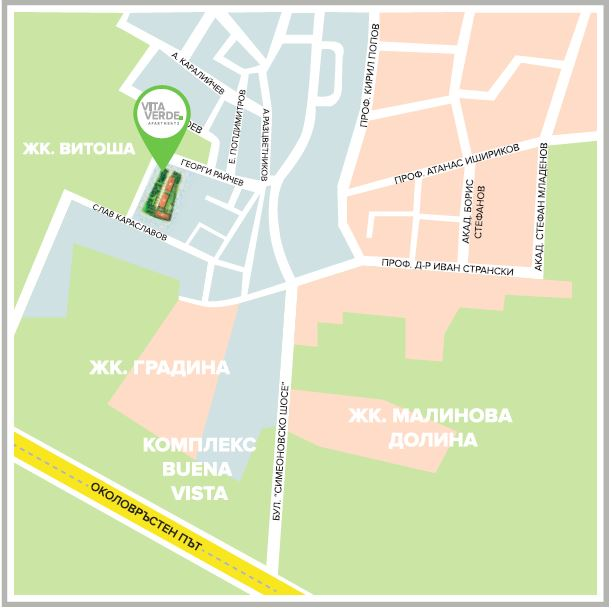 А. КАРАЛИЙЧЕВ
VITA
VERDE
APARTMENTS
ЖК. ВИТОША
ГЕОРГИ РАЙЧЕВ
Е. ПОПДИМИТРОВ
А.РАЗЦВЕТНИКОВ
ПРОФ. КИРИЛ ПОПОВ
ПРОФ. АТАНАС ИШИРИКОВ
АКАД. БОРИС
СТЕФАНОВ
АКАД. СТЕФАН МЛАДЕНОВ
СЛАВ КАРАСЛАВОВ
ПРОФ. Д-Р ИВАН СТРАНСКИ
ЖК. ГРАДИНА
ЖК. МАЛИНОВА
ДОЛИНА
КОМПЛЕКС
BUENA
VISTA
БУЛ. "СИМЕОНОВСКО ШОСЕ"
ОКОЛОВРЪСТЕН ПЪТ